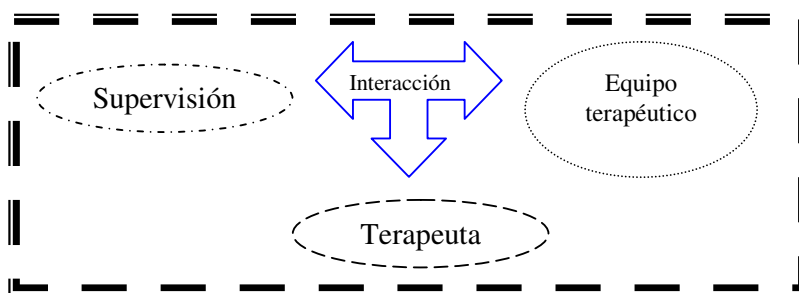 Supervisión
Interacción
Equipo
terapéutico
Terapeuta